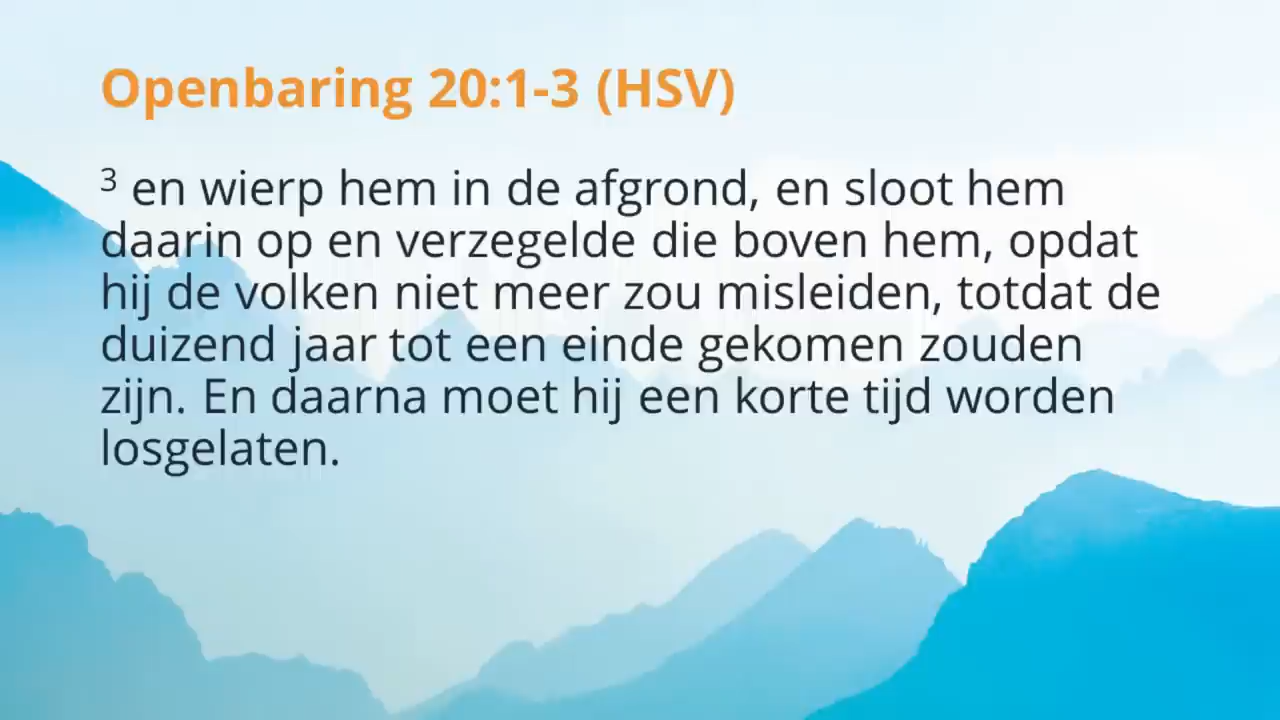 Openbaring 20:1-3 (HSV)
³ en wierp hem in de afgrond, en sloot hem
daarin op en verzegelde die boven hem, opdat
hij de volken niet meer zou misleiden, totdat de
duizend jaar tot een einde gekomen zouden
zijn. En daarna moet hij een korte tijd worden
losgelaten.